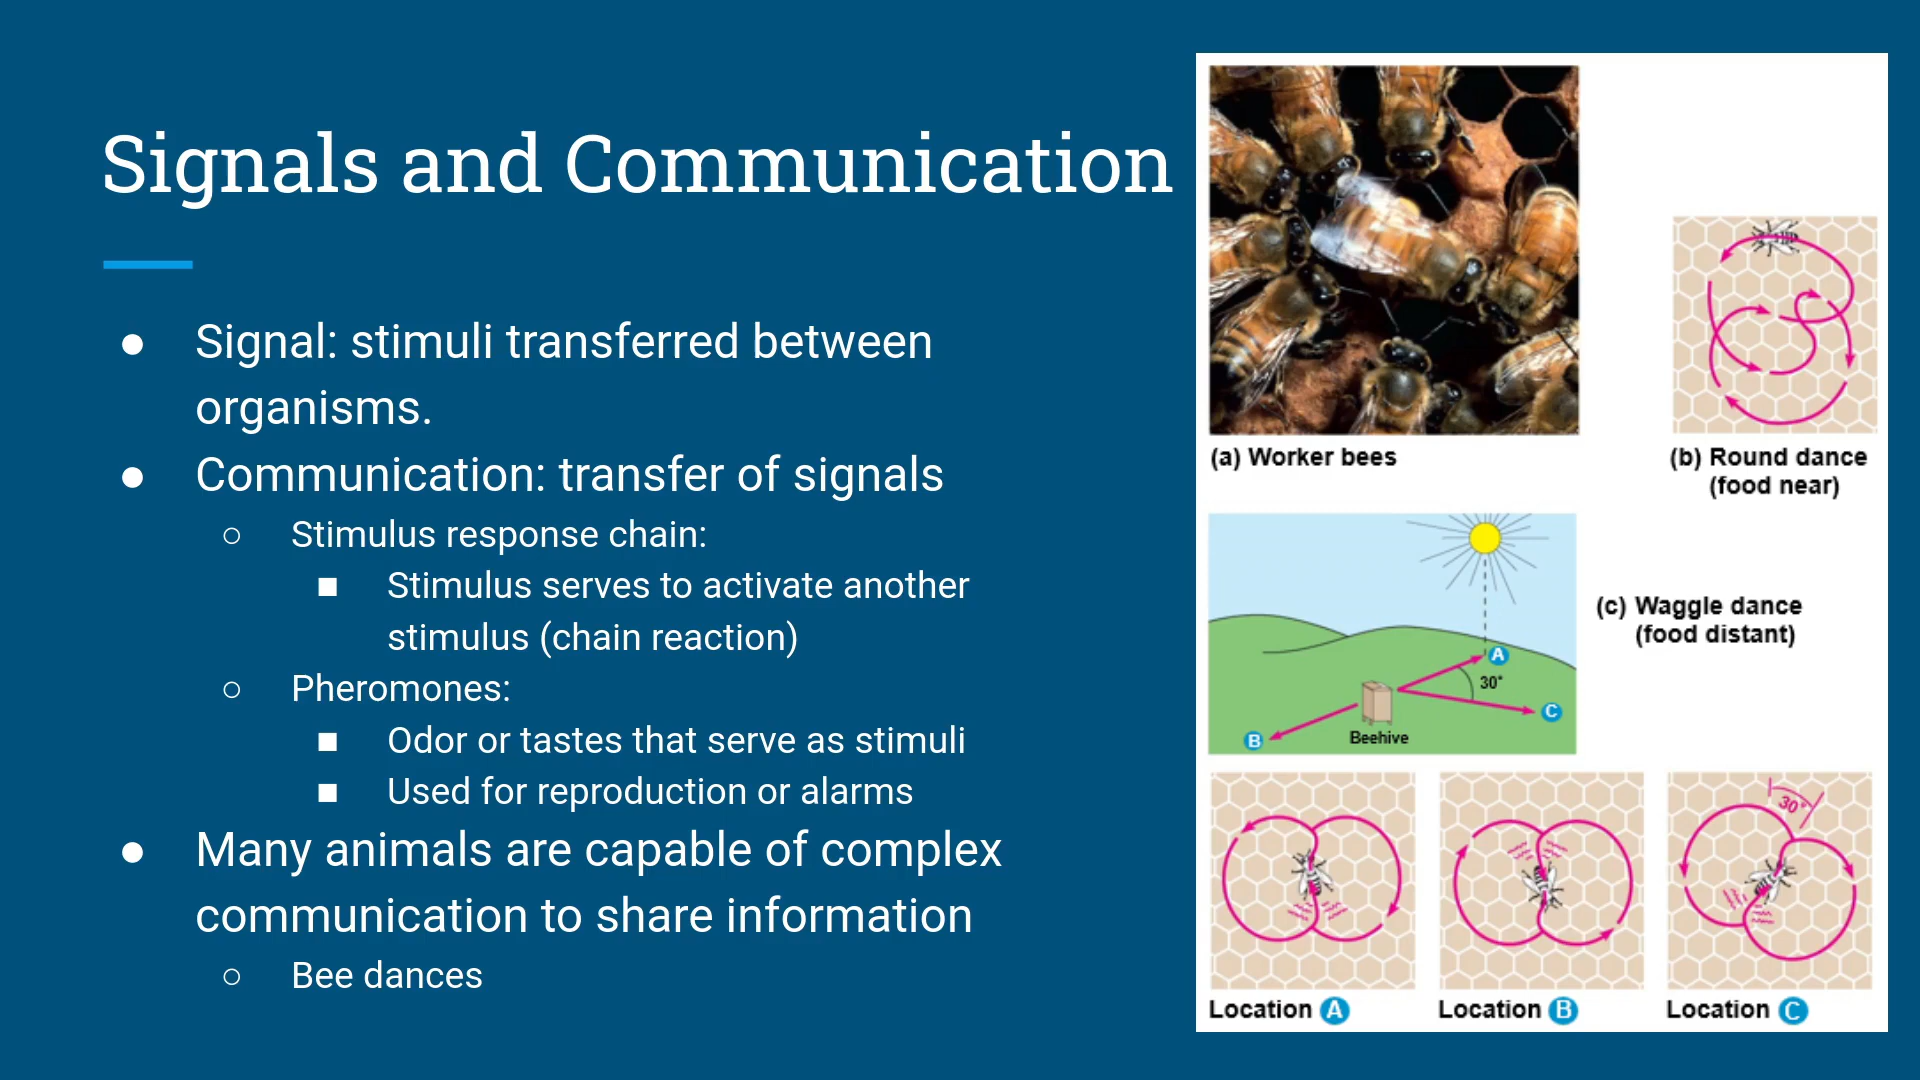 Signals and Communication
● Signal: stimuli transferred between
organisms.
● Communication: transfer of signals
○ Stimulus response chain:
■ Stimulus serves to activate another
stimulus (chain reaction)
○ Pheromones:
■ Odor or tastes that serve as stimuli
■ Used for reproduction or alarms
● Many animals are capable of complex
communication to share information
○ Bee dances
(a) Worker bees
(b) Round dance
(food near)
(c) Waggle dance
(food distant)
A
30°
C
B
Beehive
30°
Location A
Location B
Location C